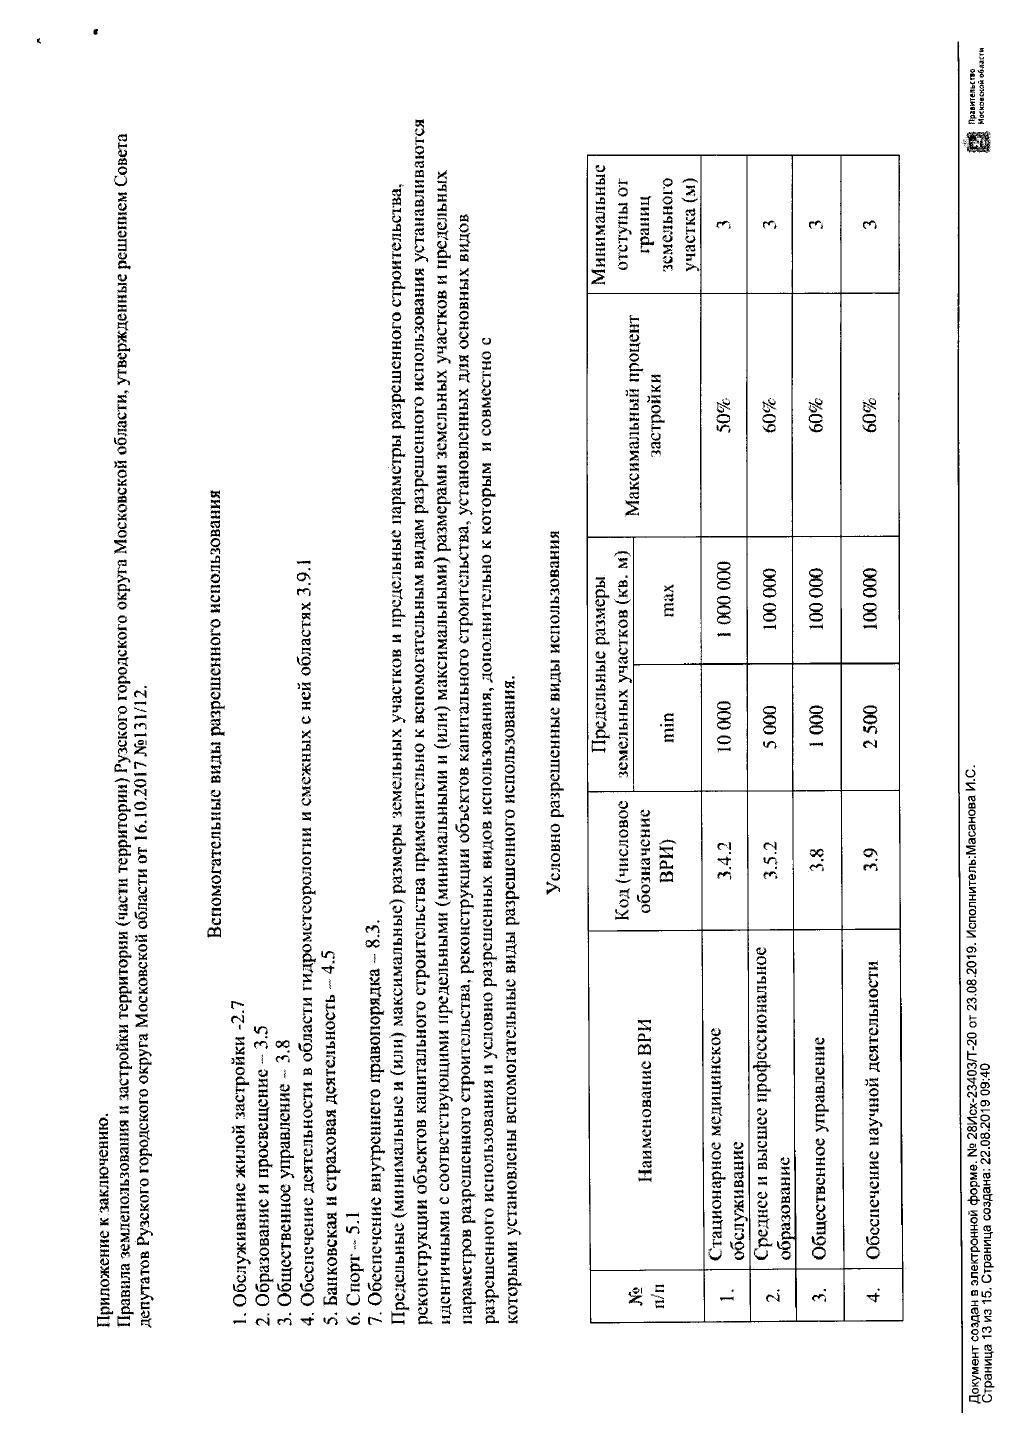 Приложение к заключению.
Правила землепользования и застройки территории (части территории) Рузского городского округа Московской области, утвержденные решением Совета
депутатов Рузского городского округа Московской области от 16.10.2017 №131/12.
Вспомогательные виды разрешенного использования
1. Обслуживание жилой застройки -2.7
2. Образование и просвещение – 3.5
3. Общественное управление – 3.8
4. Обеспечение деятельности в области гидрометеорологии и смежных с ней областях 3.9.1
5. Банковская и страховая деятельность – 4.5
6. Спорт – 5.1
7. Обеспечение внутреннего правопорядка – 8.3.
Предельные (минимальные и (или) максимальные) размеры земельных участков и предельные параметры разрешенного строительства,
реконструкции объектов капитального строительства применительно к вспомогательным видам разрешенного использования устанавливаются
идентичными с соответствующими предельными (минимальными и (или) максимальными) размерами земельных участков и предельных
параметров разрешенного строительства, реконструкции объектов капитального строительства, установленных для основных видов
разрешенного использования и условно разрешенных видов использования, дополнительно к которым и совместно с
которыми установлены вспомогательные виды разрешенного использования.
Условно разрешенные виды использования
№ п/п | Наименование ВРИ | Код (числовое обозначение ВРИ) | Предельные размеры земельных участков (кв. м) | Максимальный процент застройки | Минимальные отступы от границ земельного участка (м)
min | max
1. | Стационарное медицинское обслуживание | 3.4.2 | 10 000 | 1 000 000 | 50% | 3
2. | Среднее и высшее профессиональное образование | 3.5.2 | 5 000 | 100 000 | 60% | 3
3. | Общественное управление | 3.8 | 1 000 | 100 000 | 60% | 3
4. | Обеспечение научной деятельности | 3.9 | 2 500 | 100 000 | 60% | 3
Документ создан в электронной форме. № 28Исх-23403/Т-20 от 23.08.2019. Исполнитель:Масанова И.С.
Страница 13 из 15. Страница создана: 22.08.2019 09:40
Правительство
Московской области